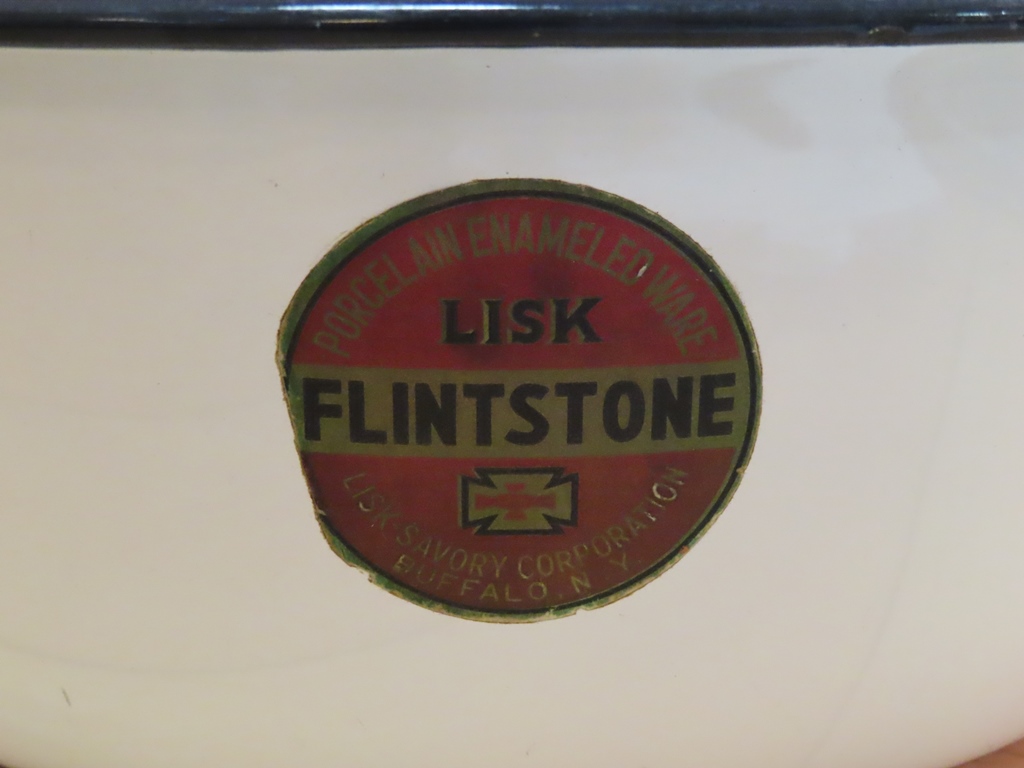 PORCELAIN ENAMELED WARE
LISK
FLINTSTONE
LISK-SAVORY CORPORATION
BUFFALO, N Y